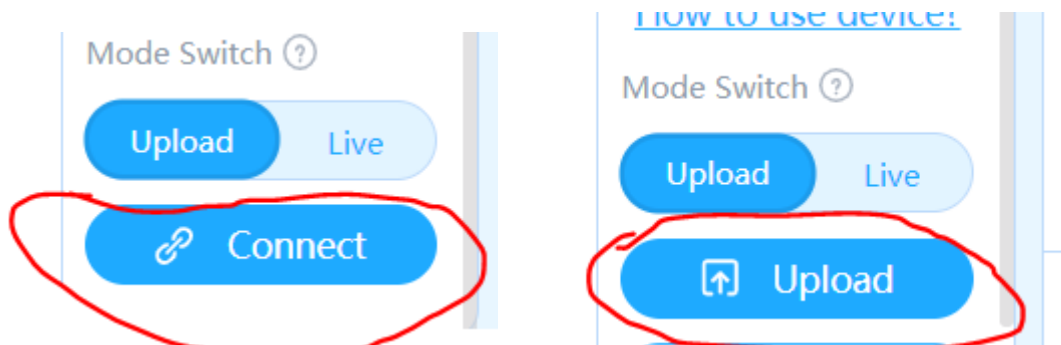 Mode Switch ?
Upload Live
Connect
How to use device?
Mode Switch ?
Upload Live
Upload